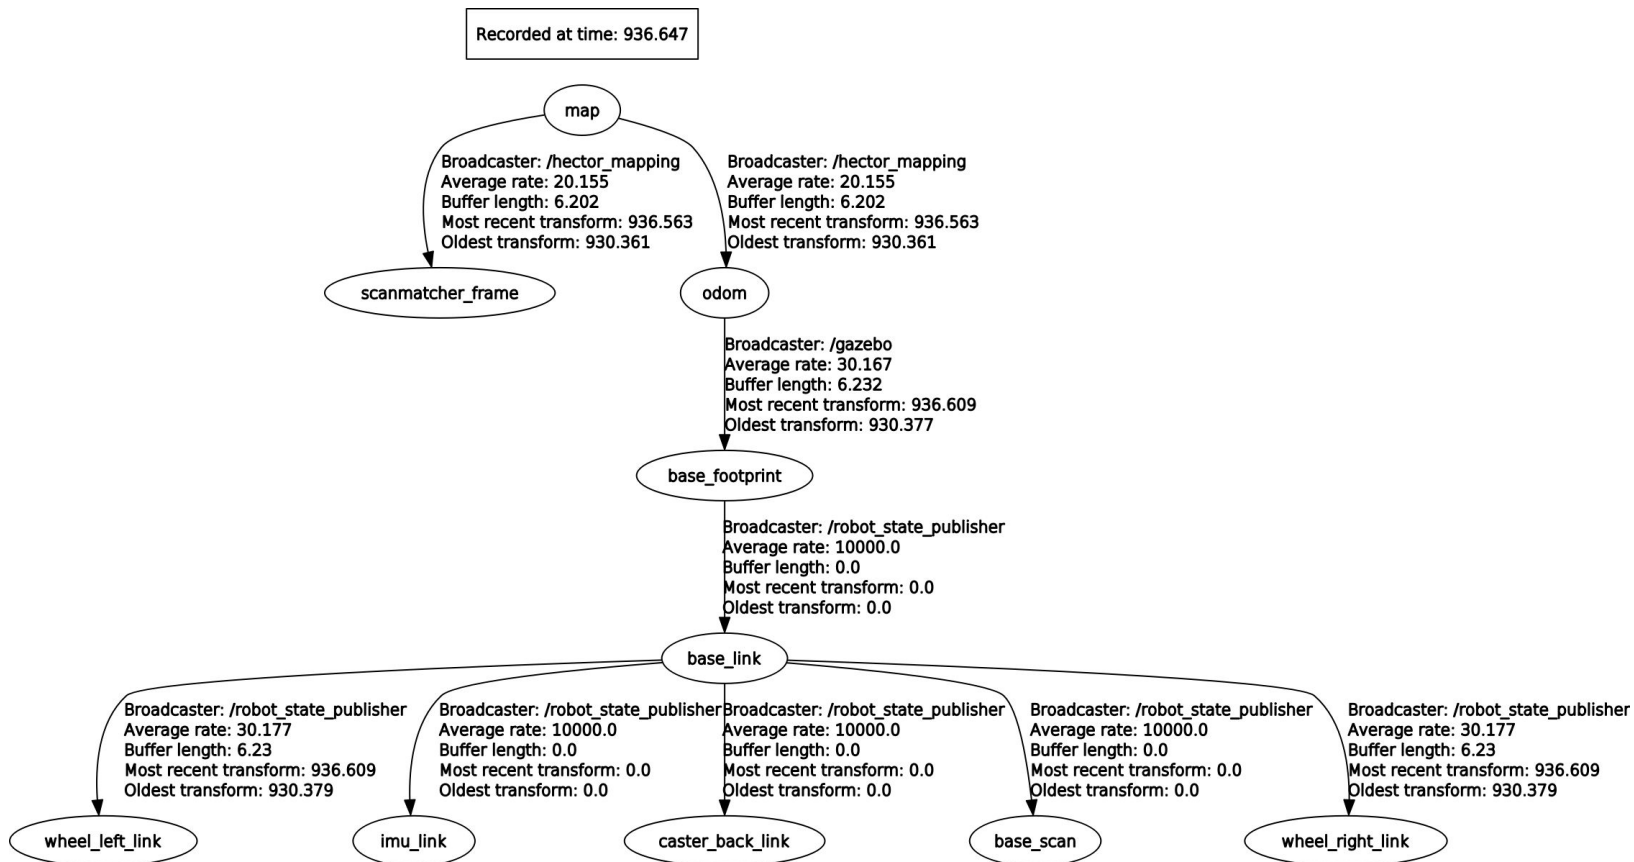 Recorded at time: 936.647
map
Broadcaster: /hector_mapping
Average rate: 20.155
Buffer length: 6.202
Most recent transform: 936.563
Oldest transform: 930.361
Broadcaster: /hector_mapping
Average rate: 20.155
Buffer length: 6.202
Most recent transform: 936.563
Oldest transform: 930.361
scanmatcher_frame
odom
Broadcaster: /gazebo
Average rate: 30.167
Buffer length: 6.232
Most recent transform: 936.609
Oldest transform: 930.377
base_footprint
Broadcaster: /robot_state_publisher
Average rate: 10000.0
Buffer length: 0.0
Most recent transform: 0.0
Oldest transform: 0.0
base_link
Broadcaster: /robot_state_publisher
Average rate: 30.177
Buffer length: 6.23
Most recent transform: 936.609
Oldest transform: 930.379
Broadcaster: /robot_state_publisher
Average rate: 10000.0
Buffer length: 0.0
Most recent transform: 0.0
Oldest transform: 0.0
Broadcaster: /robot_state_publisher
Average rate: 10000.0
Buffer length: 0.0
Most recent transform: 0.0
Oldest transform: 0.0
Broadcaster: /robot_state_publisher
Average rate: 10000.0
Buffer length: 0.0
Most recent transform: 0.0
Oldest transform: 0.0
Broadcaster: /robot_state_publisher
Average rate: 30.177
Buffer length: 6.23
Most recent transform: 936.609
Oldest transform: 930.379
wheel_left_link
imu_link
caster_back_link
base_scan
wheel_right_link